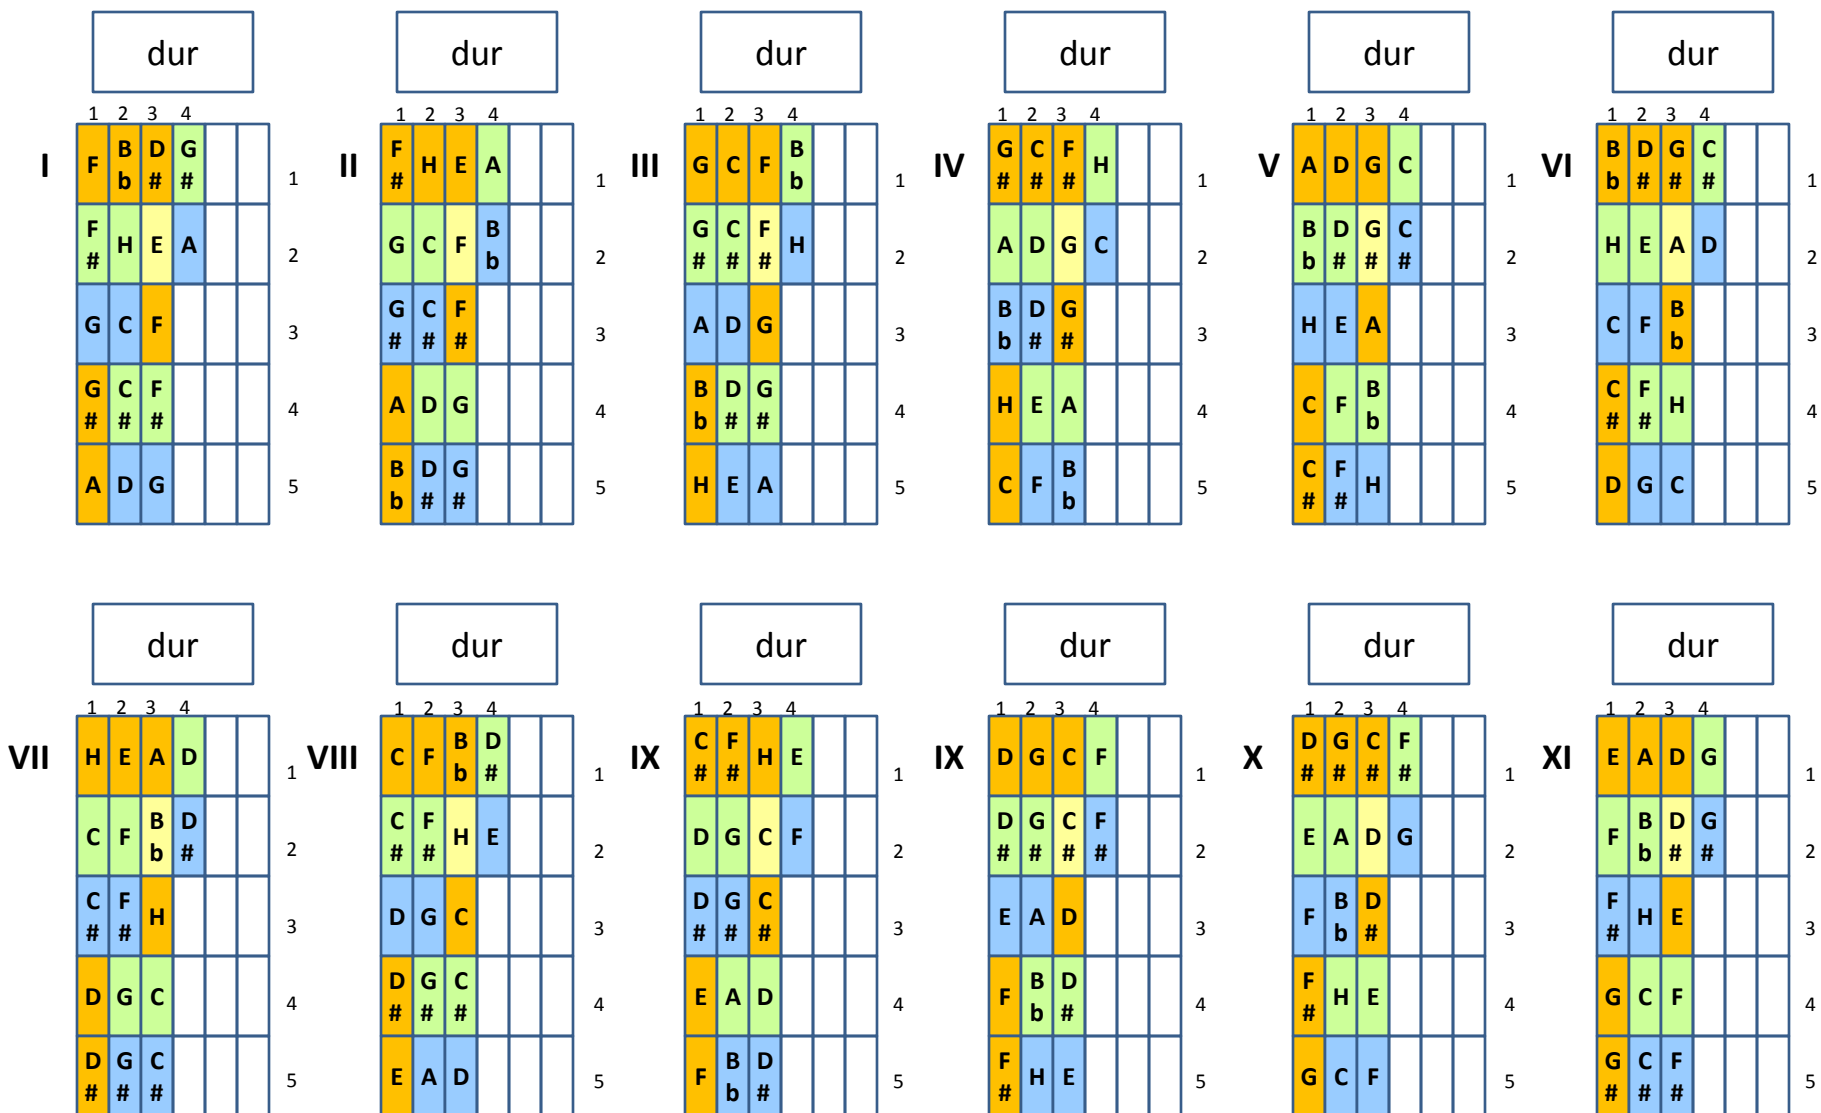 dur dur dur dur dur dur
1 2 3 4 1 2 3 4 1 2 3 4 1 2 3 4 1 2 3 4 1 2 3 4
I F Bb D# G# 1 II F# H E A 1 III G C F Bb 1 IV G# C# F# H 1 V A D G C 1 VI Bb D# G# C# 1
F# H E A 2 G C F Bb 2 G# C# F# H 2 A D G C 2 Bb D# G# C# 2 H E A D 2
G C F 3 G# C# F# 3 A D G 3 Bb D# G# 3 H E A 3 C F Bb 3
G# C# F# 4 A D G 4 Bb D# G# 4 H E A 4 C F Bb 4 C# F# H 4
A D G 5 Bb D# G# 5 H E A 5 C F Bb 5 C# F# H 5 D G C 5
dur dur dur dur dur dur
1 2 3 4 1 2 3 4 1 2 3 4 1 2 3 4 1 2 3 4 1 2 3 4
VII H E A D 1 VIII C F Bb D# 1 IX C# F# H E 1 IX D G C F 1 X D# G# C# F# 1 XI E A D G 1
C F Bb D# 2 C# F# H E 2 D G C F 2 D# G# C# F# 2 E A D G 2 F Bb D# G# 2
C# F# H 3 D G C 3 D# G# C# 3 E A D 3 F Bb D# 3 F# H E 3
D G C 4 D# G# C# 4 E A D 4 F Bb D# 4 F# H E 4 G C F 4
D# G# C# 5 E A D 5 F Bb D# 5 F# H E 5 G C F 5 G# C# F# 5